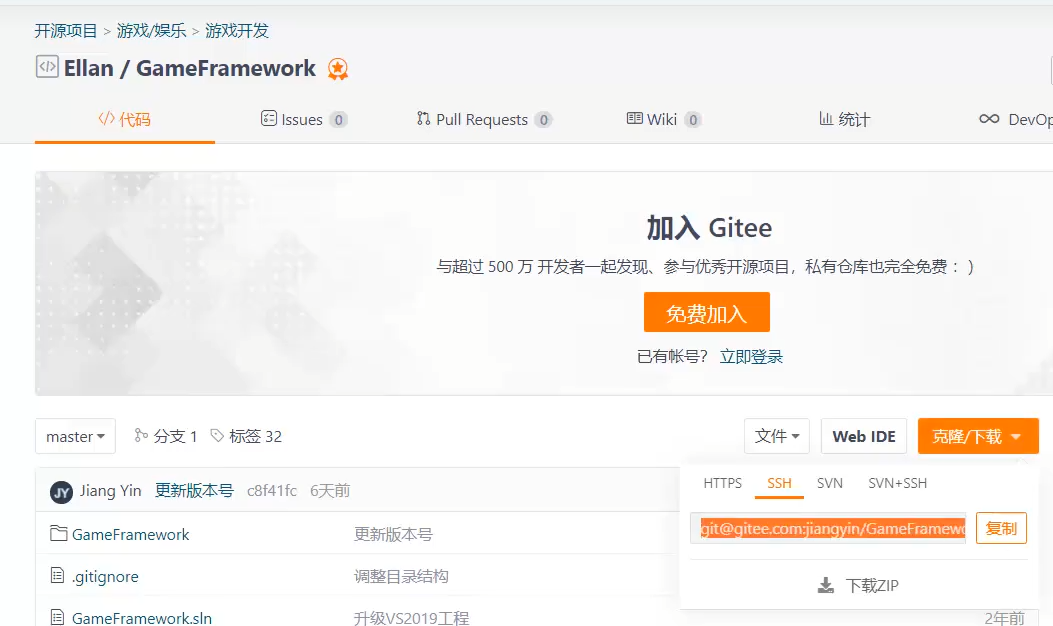 开源项目 > 游戏/娱乐 > 游戏开发
Ellan / GameFramework
代码 Issues 0 Pull Requests 0 Wiki 0 统计 DevOp
加入 Gitee
与超过 500 万 开发者一起发现、参与优秀开源项目，私有仓库也完全免费 ：)
免费加入
已有帐号？ 立即登录
master 分支 1 标签 32 文件 Web IDE 克隆/下载
JY Jiang Yin 更新版本号 c8f41fc 6天前
HTTPS SSH SVN SVN+SSH
git@gitee.com:jiangyin/GameFramewo 复制
下载ZIP
GameFramework 更新版本号
.gitignore 调整目录结构
GameFramework.sln 升级VS2019工程 2年前